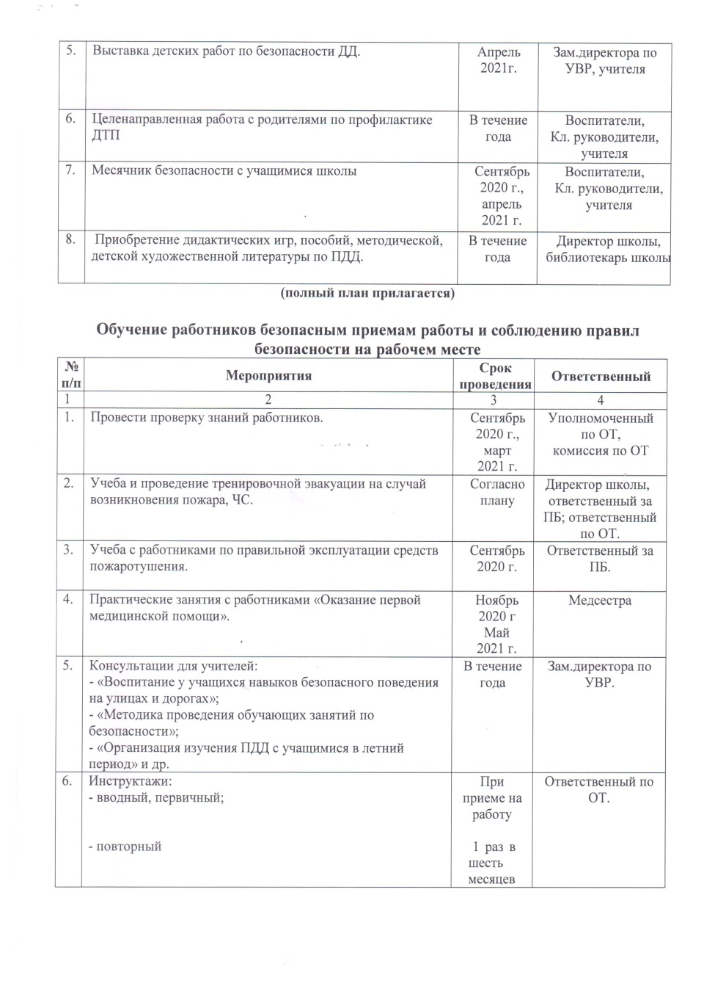 5. Выставка детских работ по безопасности ДД. Апрель Зам.директора по
2021г. УВР, учителя
6. Целенаправленная работа с родителями по профилактике В течение Воспитатели,
ДТП года Кл. руководители,
учителя
7. Месячник безопасности с учащимися школы Сентябрь Воспитатели,
2020 г., Кл. руководители,
апрель учителя
2021 г.
8. Приобретение дидактических игр, пособий, методической, В течение Директор школы,
детской художественной литературы по ПДД. года библиотекарь школы
(полный план прилагается)
Обучение работников безопасным приемам работы и соблюдению правил
безопасности на рабочем месте
№ Мероприятия Срок Ответственный
п/п проведения
1 2 3 4
1. Провести проверку знаний работников. Сентябрь Уполномоченный
2020 г., по ОТ,
март комиссия по ОТ
2021 г.
2. Учеба и проведение тренировочной эвакуации на случай Согласно Директор школы,
возникновения пожара, ЧС. плану ответственный за
ПБ; ответственный
по ОТ.
3. Учеба с работниками по правильной эксплуатации средств Сентябрь Ответственный за
пожаротушения. 2020 г. ПБ.
4. Практические занятия с работниками «Оказание первой Ноябрь Медсестра
медицинской помощи». 2020 г
Май
2021 г.
5. Консультации для учителей: В течение Зам.директора по
- «Воспитание у учащихся навыков безопасного поведения года УВР.
на улицах и дорогах»;
- «Методика проведения обучающих занятий по
безопасности»;
- «Организация изучения ПДД с учащимися в летний
период» и др.
6. Инструктажи: При Ответственный по
- вводный, первичный; приеме на ОТ.
работу
- повторный 1 раз в
шесть
месяцев